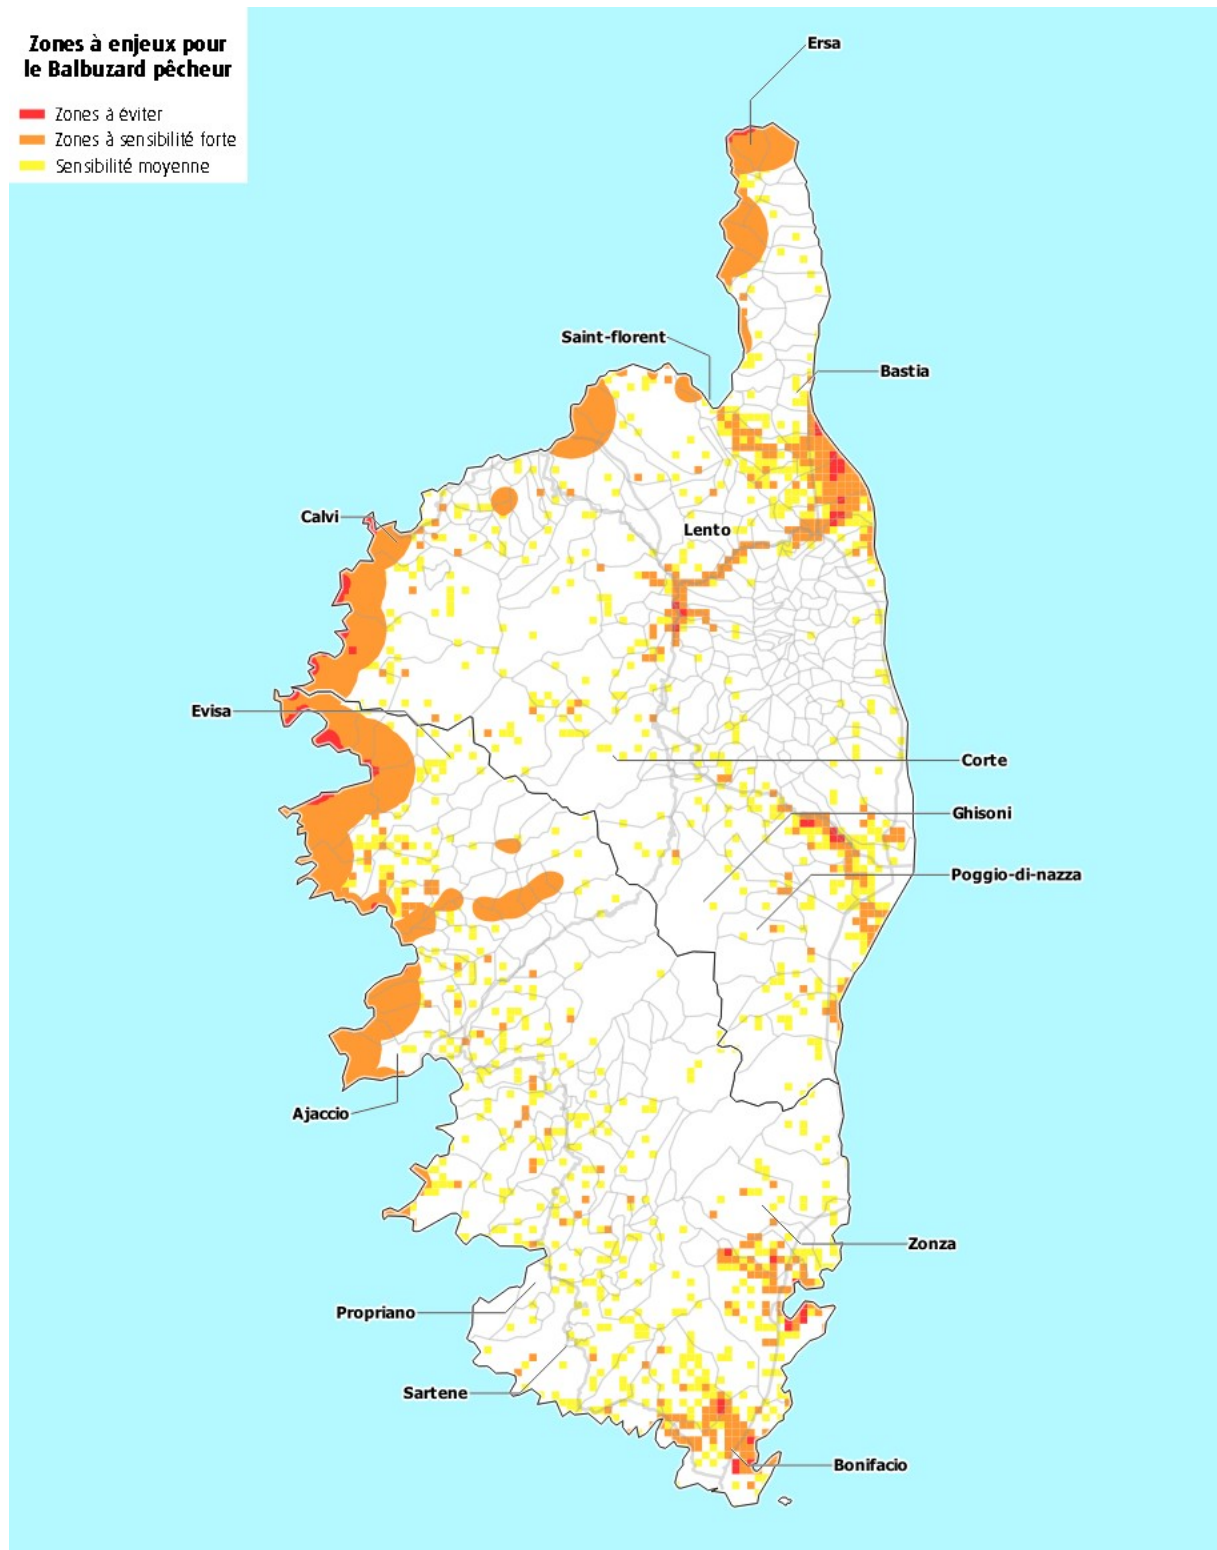 Zones à enjeux pour
le Balbuzard pêcheur
Zones à éviter
Zones à sensibilité forte
Sensibilité moyenne
Ersa
Saint-florent
Bastia
Calvi
Lento
Evisa
Corte
Ghisoni
Poggio-di-nazza
Ajaccio
Zonza
Propriano
Sartene
Bonifacio